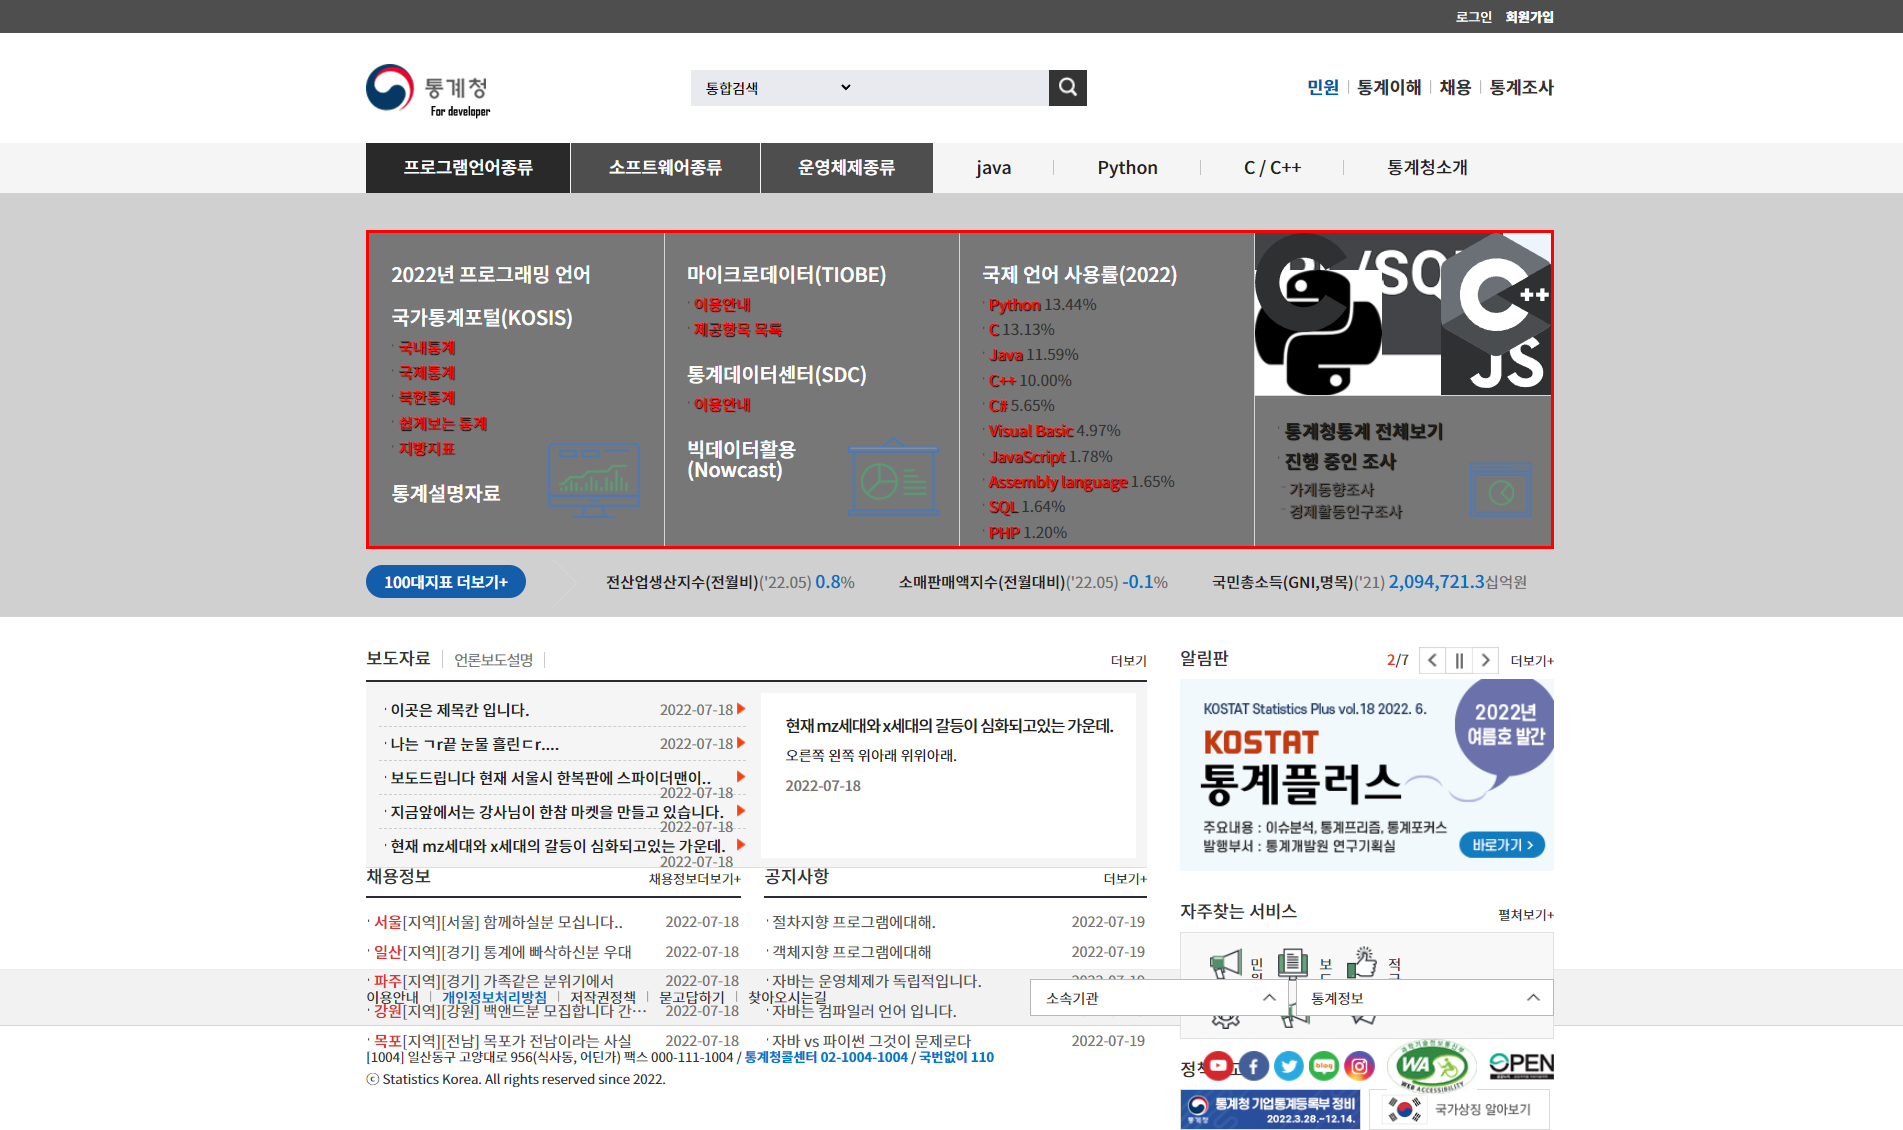 로그인 회원가입
통계청
For developer
통합검색
민원 통계이해 채용 통계조사
프로그램언어종류 소프트웨어종류 운영체제종류 java Python C / C++ 통계청소개
2022년 프로그래밍 언어
국가통계포털(KOSIS)
· 국내통계
· 국제통계
· 북한통계
· 쉽게보는 통계
· 지방지표
통계설명자료
마이크로데이터(TIOBE)
· 이용안내
· 제공항목 목록
통계데이터센터(SDC)
· 이용안내
빅데이터활용
(Nowcast)
국제 언어 사용률(2022)
· Python 13.44%
· C 13.13%
· Java 11.59%
· C++ 10.00%
· C# 5.65%
· Visual Basic 4.97%
· JavaScript 1.78%
· Assembly language 1.65%
· SQL 1.64%
· PHP 1.20%
C
C++
JS
· 통계청통계 전체보기
· 진행 중인 조사
- 가계동향조사
- 경제활동인구조사
100대지표 더보기+
전산업생산지수(전월비)('22.05) 0.8%
소매판매액지수(전월대비)('22.05) -0.1%
국민총소득(GNI,명목)('21) 2,094,721.3십억원
보도자료 언론보도설명 더보기
· 이곳은 제목칸 입니다. 2022-07-18
· 나는 ㄱr끝 눈물 흘린ㄷr.... 2022-07-18
· 보도드립니다 현재 서울시 한복판에 스파이더맨이.. 2022-07-18
· 지금앞에서는 강사님이 한참 마켓을 만들고 있습니다. 2022-07-18
· 현재 mz세대와 x세대의 갈등이 심화되고있는 가운데. 2022-07-18
현재 mz세대와 x세대의 갈등이 심화되고있는 가운데.
오른쪽 왼쪽 위아래 위위아래.
2022-07-18
알림판 2/7 더보기+
KOSTAT Statistics Plus vol.18 2022. 6.
2022년
여름호 발간
KOSTAT
통계플러스
주요내용 : 이슈분석, 통계프리즘, 통계포커스
발행부서 : 통계개발원 연구기획실
바로가기 >
채용정보 채용정보더보기+
· 서울[지역][서울] 함께하실분 모십니다.. 2022-07-18
· 일산[지역][경기] 통계에 빠삭하신분 우대 2022-07-18
· 파주[지역][경기] 가족같은 분위기에서 2022-07-18
· 강원[지역][강원] 백앤드분 모집합니다 간… 2022-07-18
· 목포[지역][전남] 목포가 전남이라는 사실 2022-07-18
공지사항 더보기+
· 절차지향 프로그램에대해. 2022-07-19
· 객체지향 프로그램에대해 2022-07-19
· 자바는 운영체제가 독립적입니다. 2022-07-19
· 자바는 컴파일러 언어 입니다.
· 자바 vs 파이썬 그것이 문제로다 2022-07-19
자주찾는 서비스 펼쳐보기+
민
보
적
이용안내 개인정보처리방침 저작권정책 묻고답하기 찾아오시는길
소속기관 통계정보
[1004] 일산동구 고양대로 956(식사동, 어딘가) 팩스 000-111-1004 / 통계청콜센터 02-1004-1004 / 국번없이 110
ⓒ Statistics Korea. All rights reserved since 2022.
blog
WA
WEB ACCESSIBILITY
OPEN
통계청 기업통계등록부 정비
2022.3.28.~12.14.
국가상징 알아보기